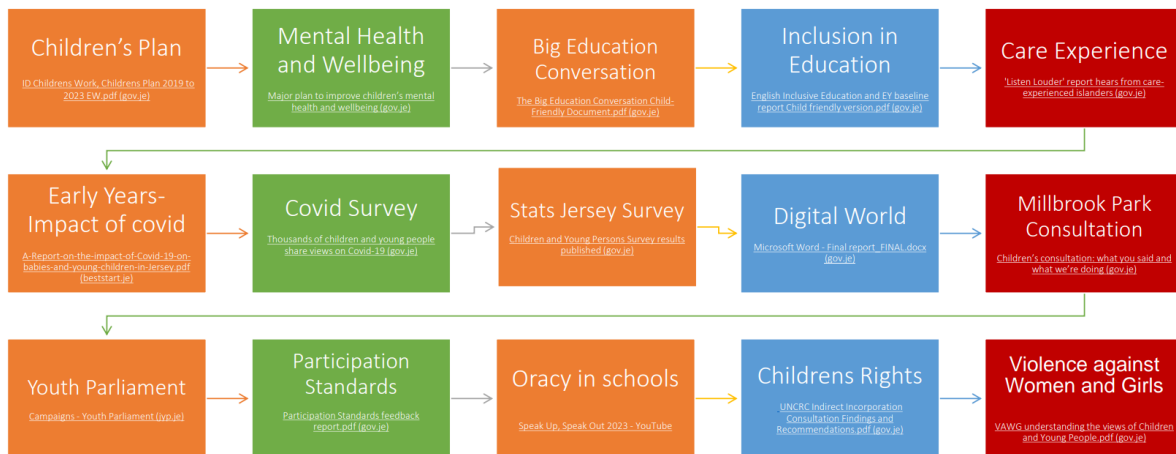 Children's Plan
ID Childrens Work, Childrens Plan 2019 to
2023 EW.pdf (gov.je)
Mental Health
and Wellbeing
Major plan to improve children's mental
health and wellbeing (gov.je)
Big Education
Conversation
The Big Education Conversation Child-
Friendly Document.pdf (gov.je)
Inclusion in
Education
English Inclusive Education and EY baseline
report Child friendly version.pdf (gov.je)
Care Experience
'Listen Louder' report hears from care-
experienced islanders (gov.je)
Early Years-
Impact of covid
A-Report-on-the-impact-of-Covid-19-on-
babies-and-young-children-in-Jersey.pdf
(beststart.je)
Covid Survey
Thousands of children and young people
share views on Covid-19 (gov.je)
Stats Jersey Survey
Children and Young Persons Survey results
published (gov.je)
Digital World
Microsoft Word - Final report_FINAL.docx
(gov.je)
Millbrook Park
Consultation
Children's consultation: what you said and
what we're doing (gov.je)
Youth Parliament
Campaigns - Youth Parliament (jyp.je)
Participation
Standards
Participation Standards feedback
report.pdf (gov.je)
Oracy in schools
Speak Up, Speak Out 2023 - YouTube
Childrens Rights
UNCRC Indirect Incorporation
Consultation Findings and
Recommendations.pdf (gov.je)
Violence against
Women and Girls
VAWG understanding the views of Children
and Young People.pdf (gov.je)